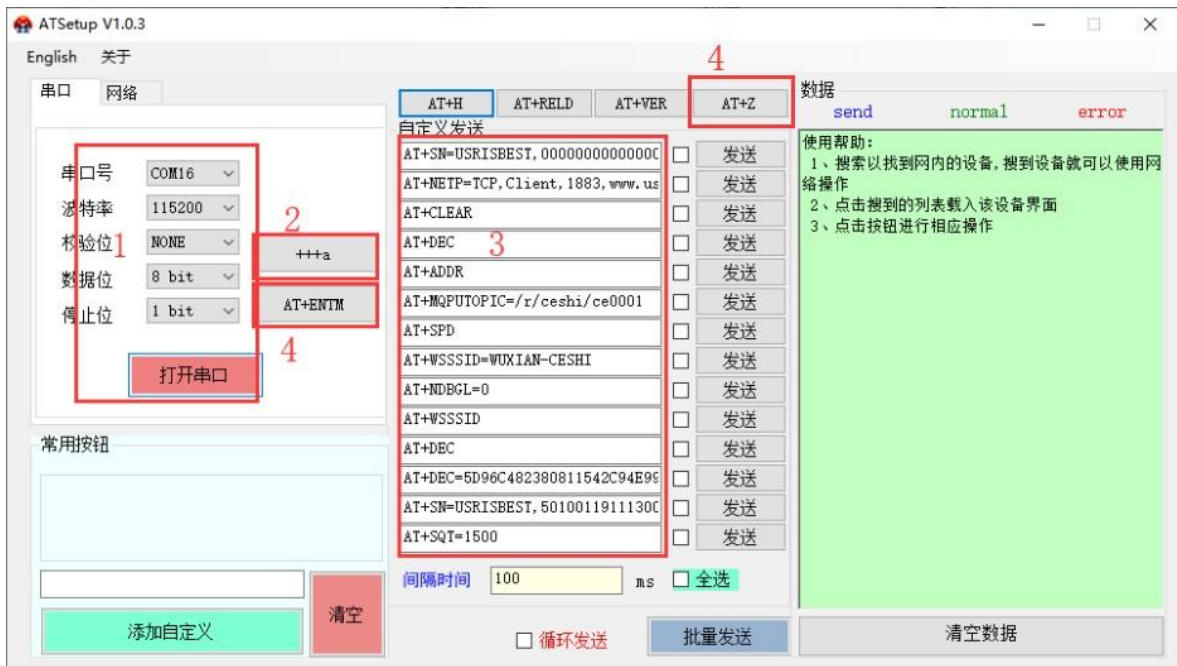 ATSetup V1.0.3
English 关于
串口 网络
串口号 COM16
波特率 115200
校验位 NONE
数据位 8 bit
停止位 1 bit
1
打开串口
2
+++a
AT+ENTM
4
常用按钮
添加自定义
清空
4
AT+H AT+RELD AT+VER AT+Z
自定义发送
AT+SN=USRISBEST,00000000000000 发送
AT+NETP=TCP,Client,1883,www.us 发送
AT+CLEAR 发送
AT+DEC 发送
3
AT+ADDR 发送
AT+MQPUTOPIC=/r/ceshi/ce0001 发送
AT+SPD 发送
AT+WSSSID=WUXIAN-CESHI 发送
AT+NDBGL=0 发送
AT+WSSSID 发送
AT+DEC 发送
AT+DEC=5D96C482380811542C94E99 发送
AT+SN=USRISBEST,50100119111300 发送
AT+SQT=1500 发送
间隔时间 100 ms 全选
循环发送 批量发送
数据
send normal error
使用帮助:
1、搜索以找到网内的设备,搜到设备就可以使用网
络操作
2、点击搜到的列表载入该设备界面
3、点击按钮进行相应操作
清空数据